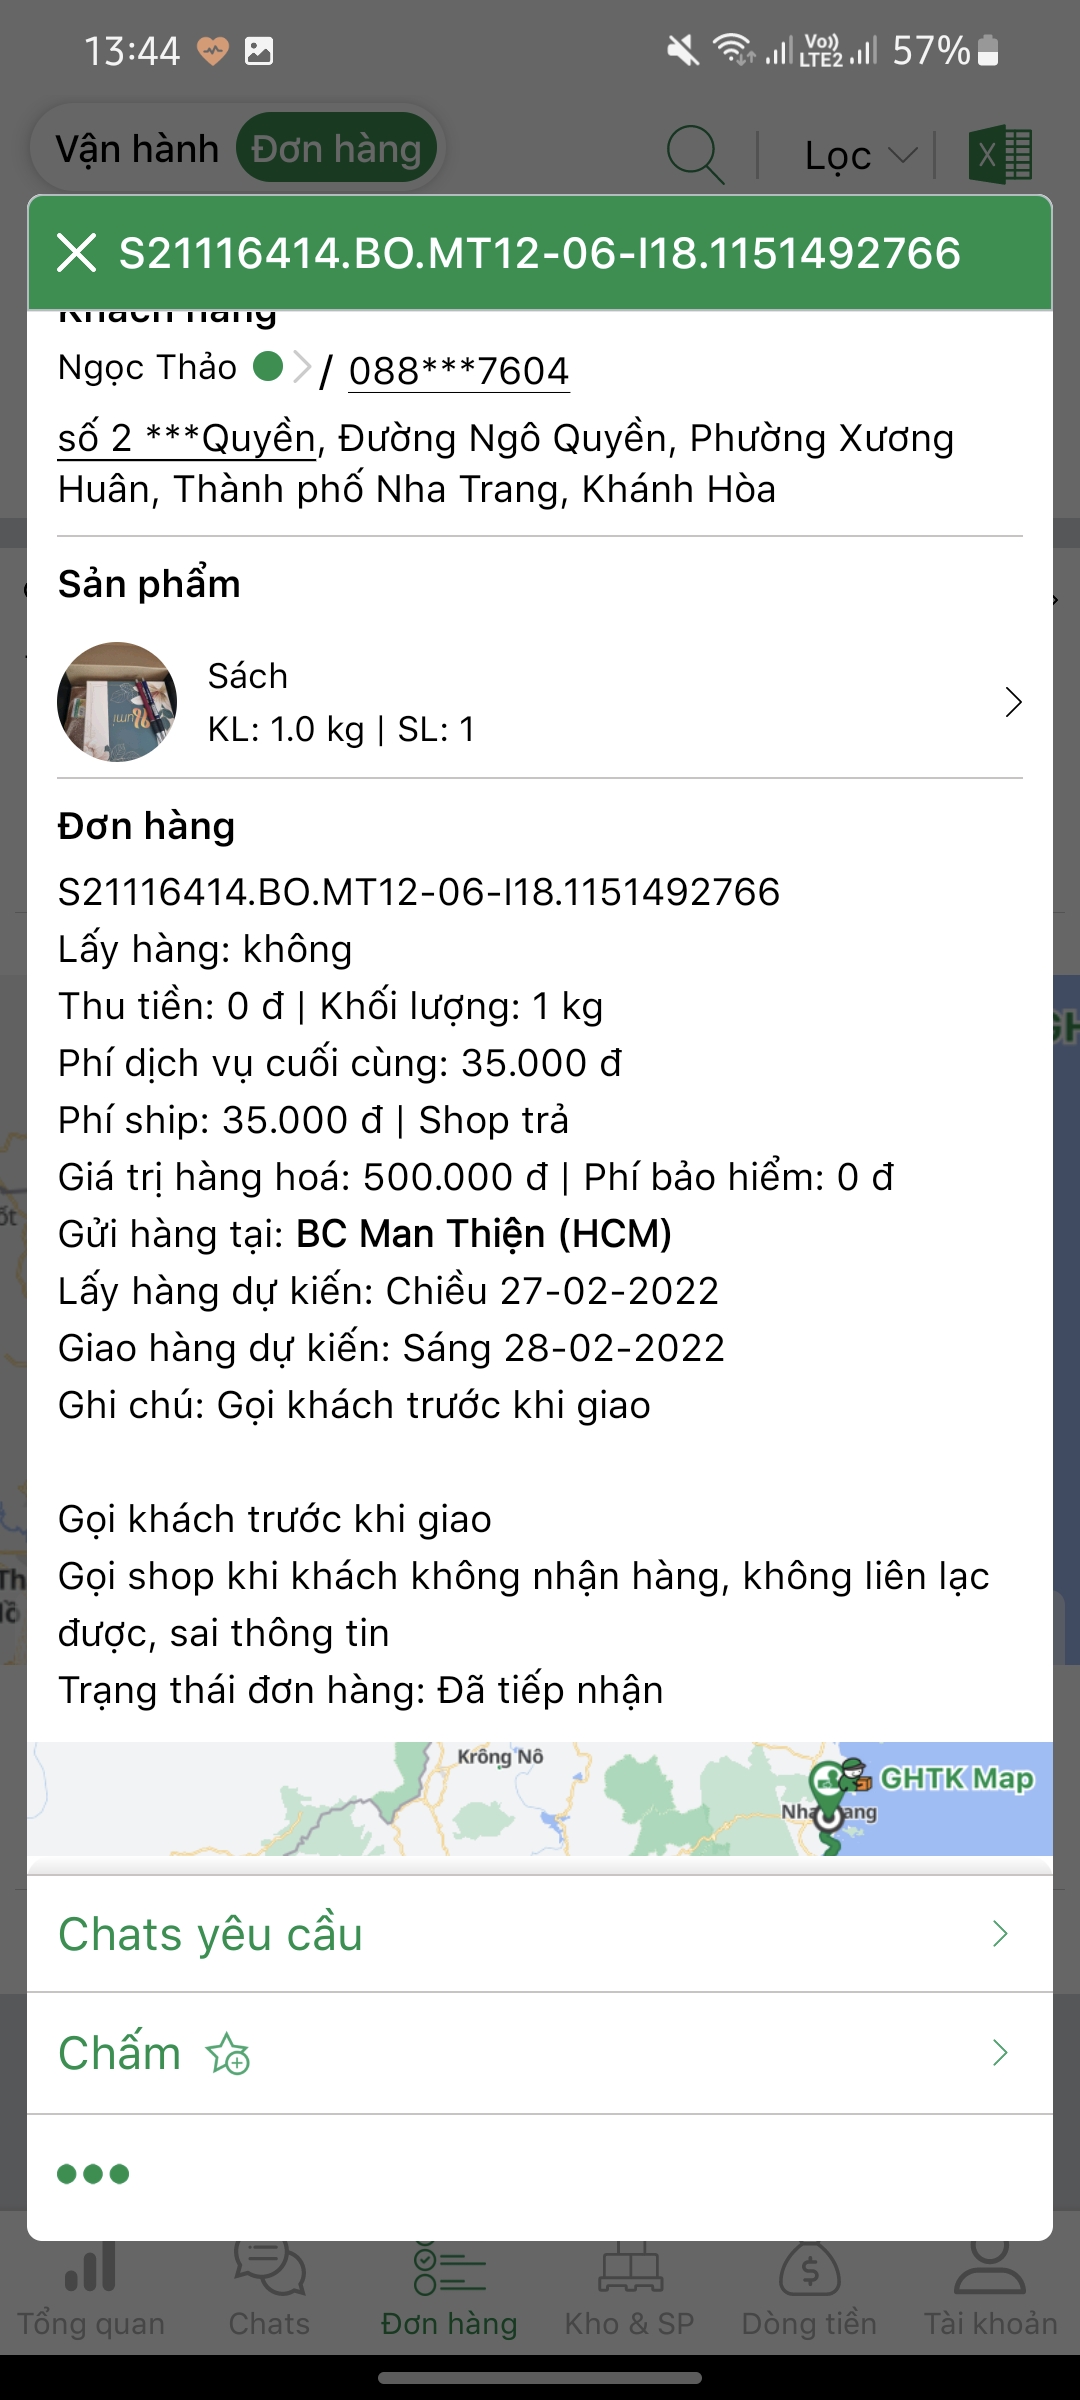 13:44
Vo)) LTE2 57%
Vận hành Đơn hàng Lọc X
S21116414.BO.MT12-06-I18.1151492766
Khách hàng
Ngọc Thảo / 088***7604
số 2 ***Quyền, Đường Ngô Quyền, Phường Xương
Huân, Thành phố Nha Trang, Khánh Hòa
Sản phẩm
Sách
KL: 1.0 kg | SL: 1
Đơn hàng
S21116414.BO.MT12-06-I18.1151492766
Lấy hàng: không
Thu tiền: 0 đ | Khối lượng: 1 kg
Phí dịch vụ cuối cùng: 35.000 đ
Phí ship: 35.000 đ | Shop trả
Giá trị hàng hoá: 500.000 đ | Phí bảo hiểm: 0 đ
Gửi hàng tại: BC Man Thiện (HCM)
Lấy hàng dự kiến: Chiều 27-02-2022
Giao hàng dự kiến: Sáng 28-02-2022
Ghi chú: Gọi khách trước khi giao
Gọi khách trước khi giao
Gọi shop khi khách không nhận hàng, không liên lạc
được, sai thông tin
Trạng thái đơn hàng: Đã tiếp nhận
Krông Nô
GHTK Map
Chats yêu cầu
Chấm
Tổng quan Chats Đơn hàng Kho & SP Dòng tiền Tài khoản